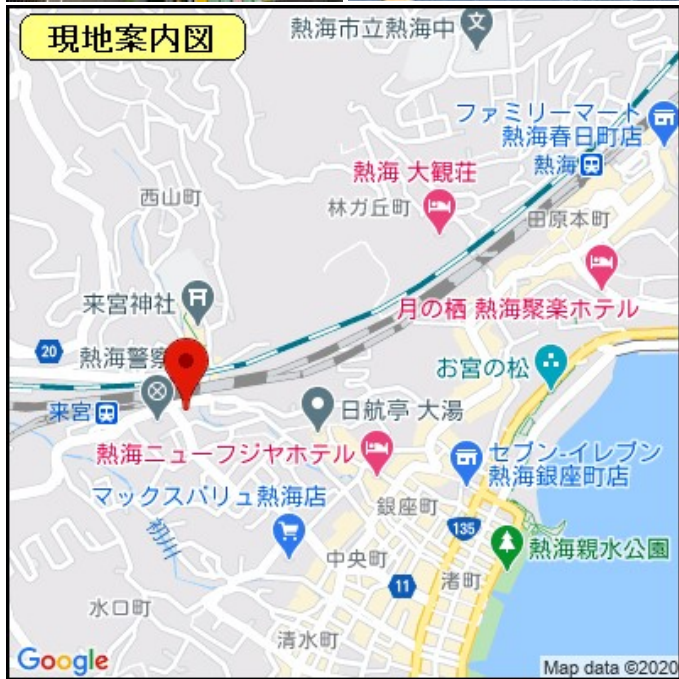 現地案内図
熱海市立熱海中
ファミリーマート
熱海春日町店
熱海
熱海 大観荘
西山町
林ガ丘町
田原本町
来宮神社
月の栖 熱海聚楽ホテル
20
熱海警察
お宮の松
来宮
日航亭 大湯
熱海ニューフジヤホテル
セブン-イレブン
熱海銀座町店
マックスバリュ熱海店
銀座町
135
初川
中央町
熱海親水公園
11
渚町
水口町
清水町
Google
Map data ©2020